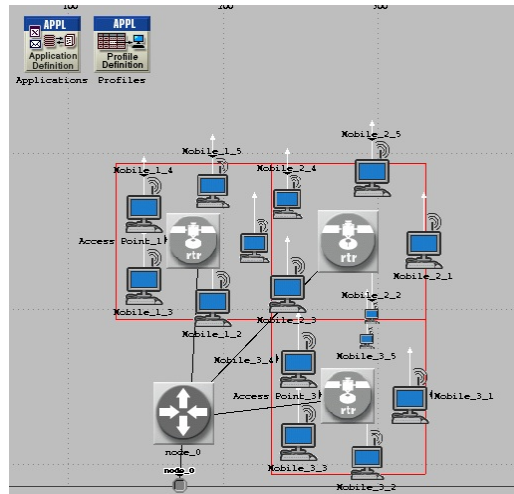 100
200
300
APPL
Application
Definition
Applications
APPL
Profile
Definition
Profiles
Mobile_1_5
Mobile_2_5
Mobile_1_4
Mobile_2_4
Access Point_1
rtr
rtr
Mobile_2_1
Mobile_1_3
Mobile_1_2
Mobile_2_3
Mobile_2_2
Mobile_3_4
Mobile_3_5
Access Point_3
rtr
Mobile_3_1
node_0
node_0
Mobile_3_3
Mobile_3_2